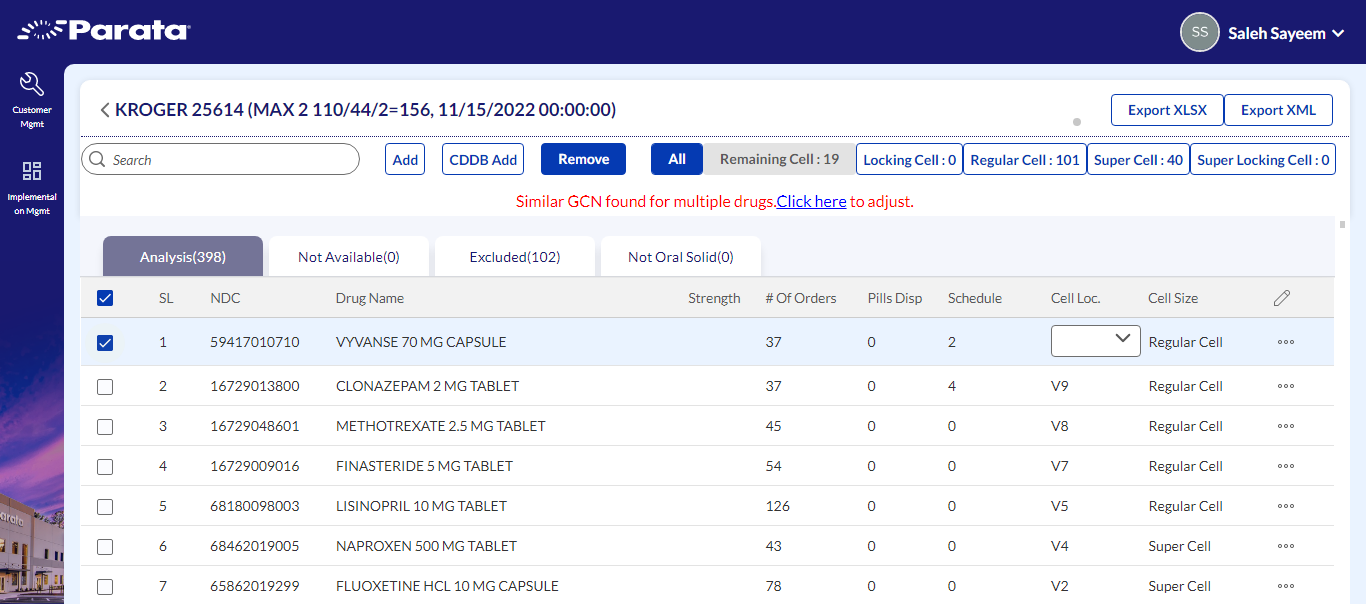 Parata
SS Saleh Sayeem
Customer
Mgmt
Implementati
on Mgmt
KROGER 25614 (MAX 2 110/44/2=156, 11/15/2022 00:00:00)
Export XLSX Export XML
Search Add CDDB Add Remove All Remaining Cell : 19 Locking Cell : 0 Regular Cell : 101 Super Cell : 40 Super Locking Cell : 0
Similar GCN found for multiple drugs.Click here to adjust.
Analysis(398) Not Available(0) Excluded(102) Not Oral Solid(0)
SL NDC Drug Name Strength # Of Orders Pills Disp Schedule Cell Loc. Cell Size
1 59417010710 VYVANSE 70 MG CAPSULE 37 0 2 Regular Cell
2 16729013800 CLONAZEPAM 2 MG TABLET 37 0 4 V9 Regular Cell
3 16729048601 METHOTREXATE 2.5 MG TABLET 45 0 0 V8 Regular Cell
4 16729009016 FINASTERIDE 5 MG TABLET 54 0 0 V7 Regular Cell
5 68180098003 LISINOPRIL 10 MG TABLET 126 0 0 V5 Regular Cell
6 68462019005 NAPROXEN 500 MG TABLET 43 0 0 V4 Super Cell
7 65862019299 FLUOXETINE HCL 10 MG CAPSULE 78 0 0 V2 Super Cell